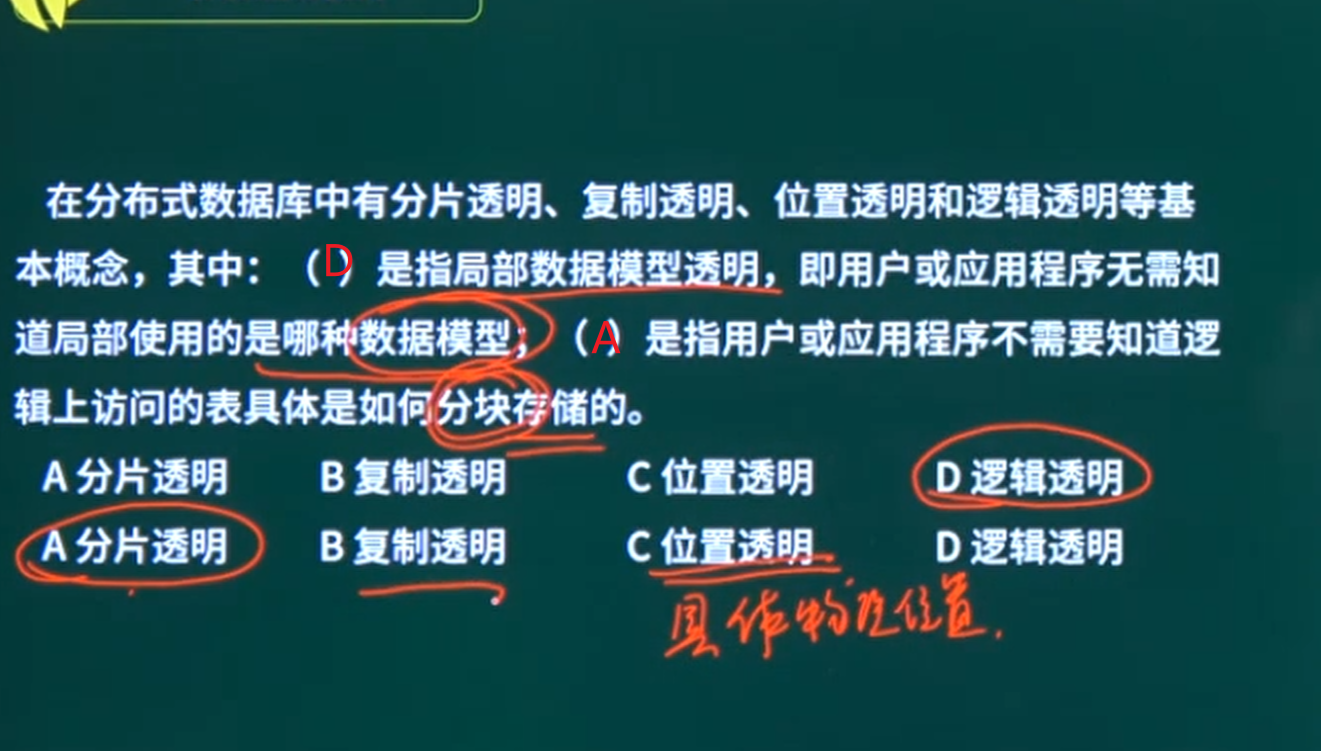 在分布式数据库中有分片透明、复制透明、位置透明和逻辑透明等基
本概念，其中：（D）是指局部数据模型透明，即用户或应用程序无需知
道局部使用的是哪种数据模型；（A）是指用户或应用程序不需要知道逻
辑上访问的表具体是如何分块存储的。
A 分片透明 B 复制透明 C 位置透明 D 逻辑透明
A 分片透明 B 复制透明 C 位置透明 D 逻辑透明
具体物理位置.